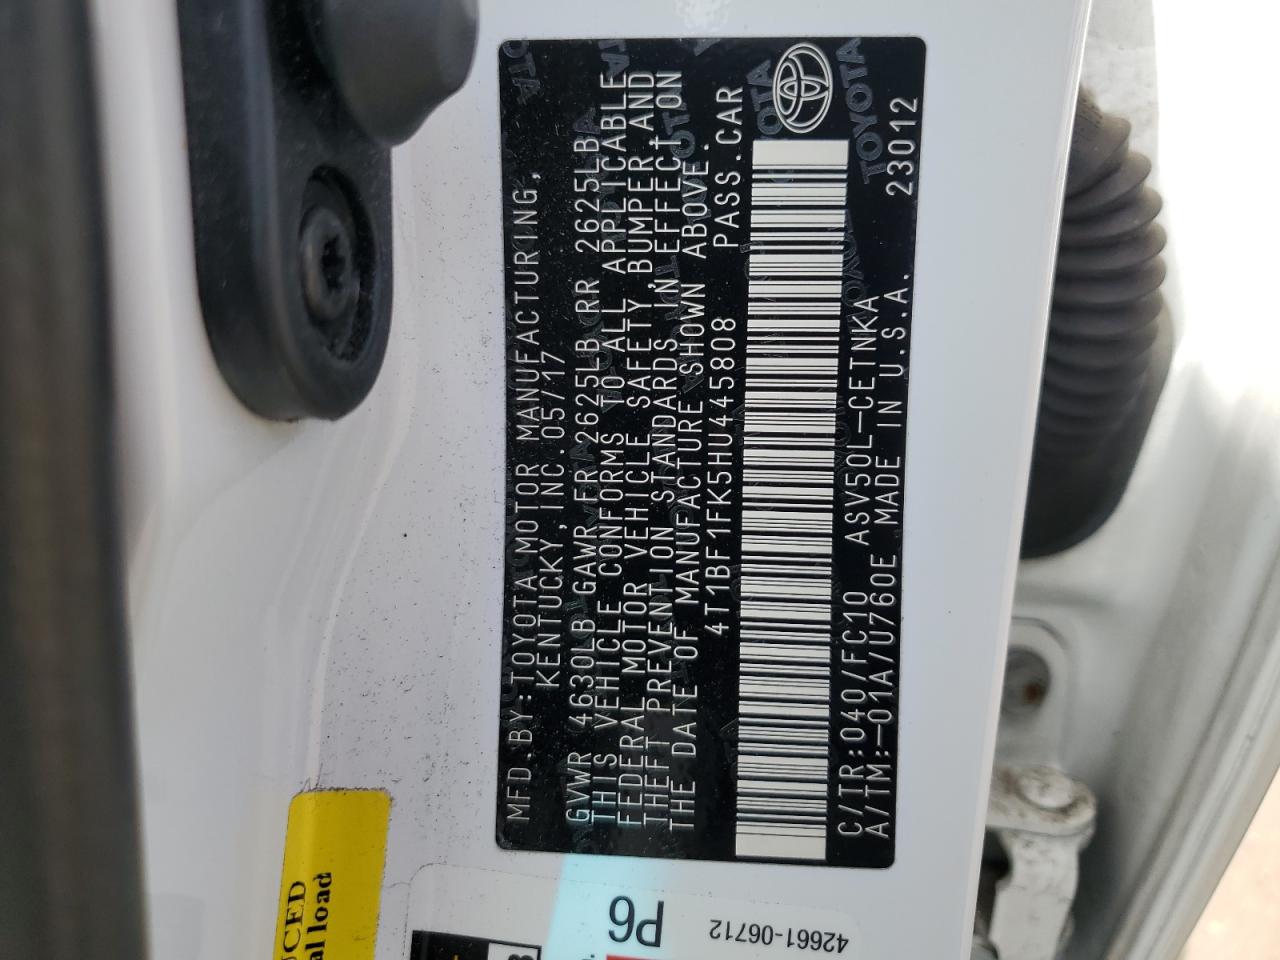 MFD.BY:TOYOTA MOTOR MANUFACTURING,
KENTUCKY,INC.05/17
GVWR 4630LB GAWR FR 2625LB RR 2625LB
THIS VEHICLE CONFORMS TO ALL APPLICABLE
FEDERAL MOTOR VEHICLE SAFETY,BUMPER,AND
THEFT PREVENTION STANDARDS IN EFFECT ON
THE DATE OF MANUFACTURE SHOWN ABOVE.
4T1BF1FK5HU445808 PASS.CAR
C/TR:040/FC10 ASV50L-CETNKA
A/TM:-01A/U760E MADE IN U.S.A. 23012
TOYOTA
P6
42661-06712
load